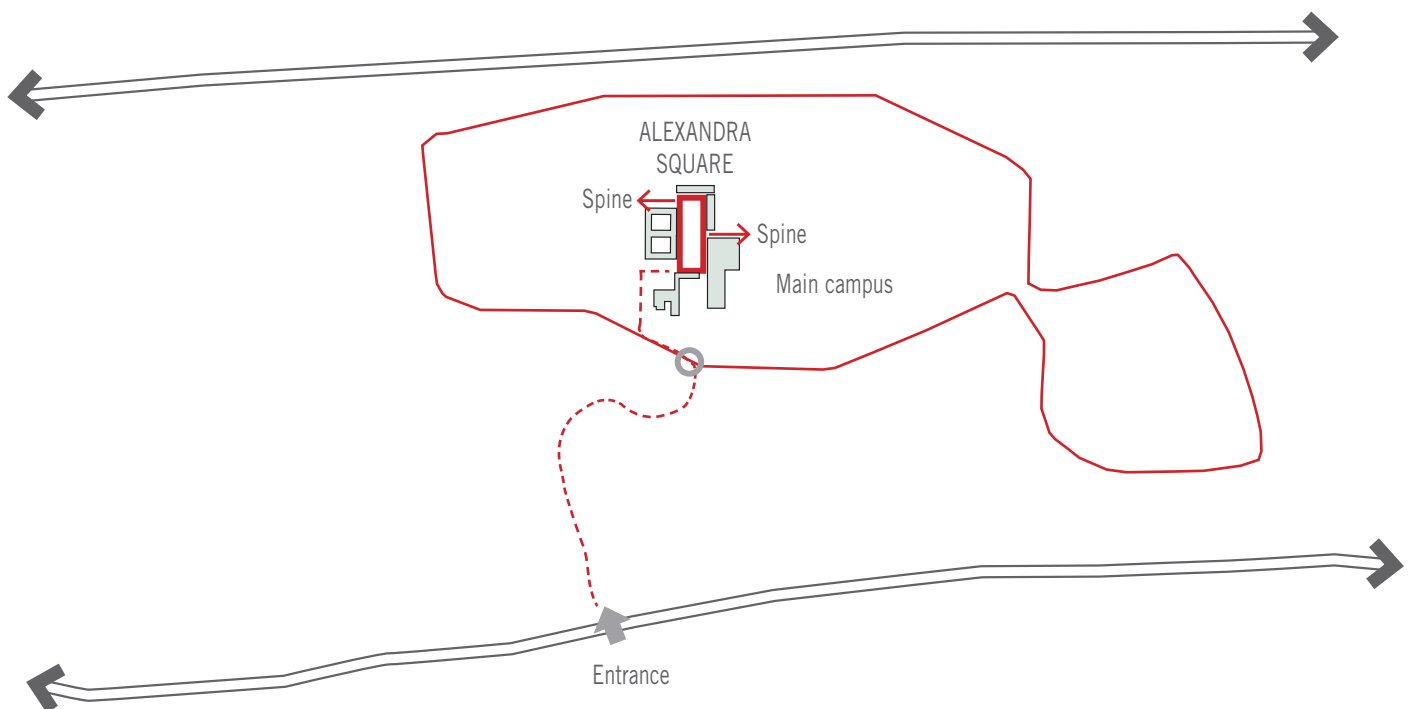 ALEXANDRA
SQUARE
Spine
Spine
Main campus
Entrance